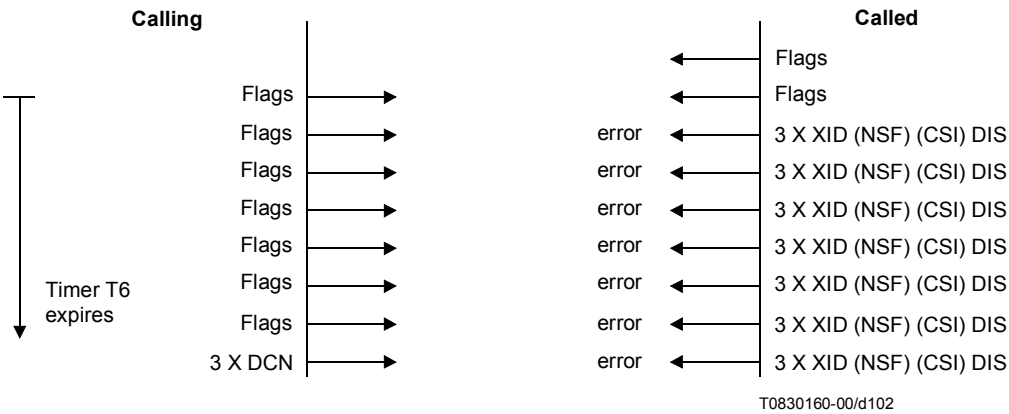 Calling Called
Flags
Flags Flags
Flags error 3 X XID (NSF) (CSI) DIS
Flags error 3 X XID (NSF) (CSI) DIS
Flags error 3 X XID (NSF) (CSI) DIS
Flags error 3 X XID (NSF) (CSI) DIS
Timer T6
expires
Flags error 3 X XID (NSF) (CSI) DIS
Flags error 3 X XID (NSF) (CSI) DIS
3 X DCN error 3 X XID (NSF) (CSI) DIS
T0830160-00/d102